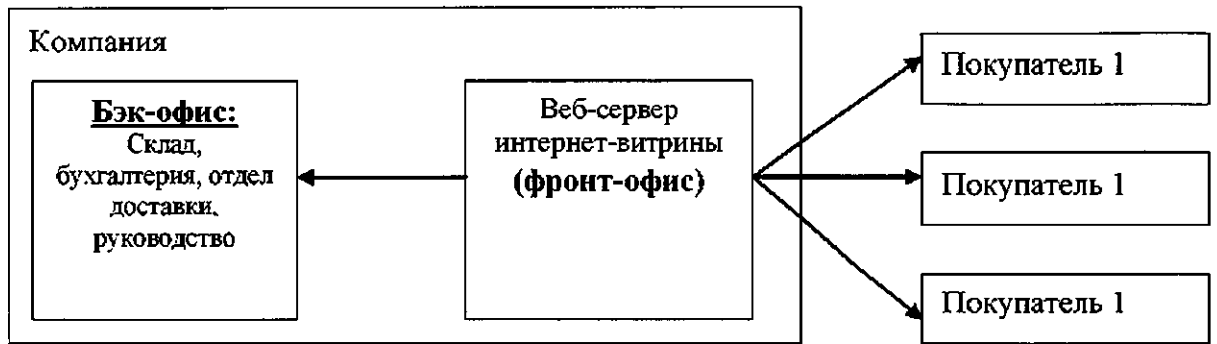 Компания
Бэк-офис:
Склад,
бухгалтерия, отдел
доставки.
руководство
Веб-сервер
интернет-витрины
(фронт-офис)
Покупатель 1
Покупатель 1
Покупатель 1